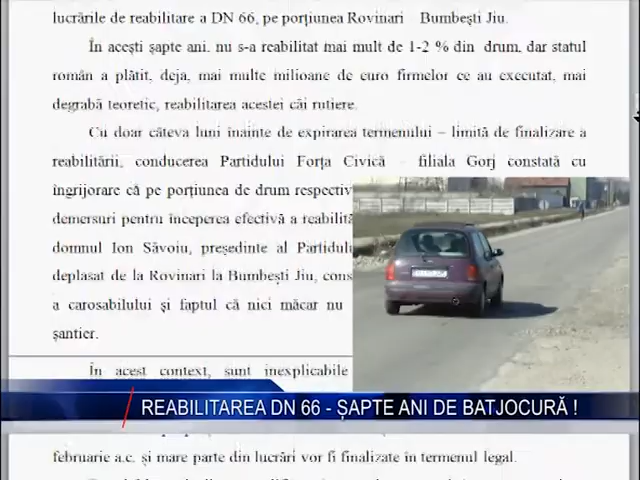 lucrările de reabilitare a DN 66, pe porțiunea Rovinari Bumbești Jiu.
În acești șapte ani, nu s-a reabilitat mai mult de 1-2 % din drum, dar statul
român a plătit, deja, mai multe milioane de euro firmelor ce au executat, mai
degrabă teoretic, reabilitarea acestei căi rutiere.
Cu doar câteva luni înainte de expirarea termenului – limită de finalizare a
reabilitării, conducerea Partidului Forța Civică – filiala Gorj constată cu
îngrijorare că pe porțiunea de drum respectiv
demersuri pentru începerea efectivă a reabilită
domnul Ion Săvoiu, președinte al Partidulu
deplasat de la Rovinari la Bumbești Jiu, cons
a carosabilului și faptul că nici măcar nu
șantier.
În acest context, sunt inexplicabile
REABILITAREA DN 66 - ȘAPTE ANI DE BATJOCURĂ !
februarie a.c. și mare parte din lucrări vor fi finalizate în termenul legal.